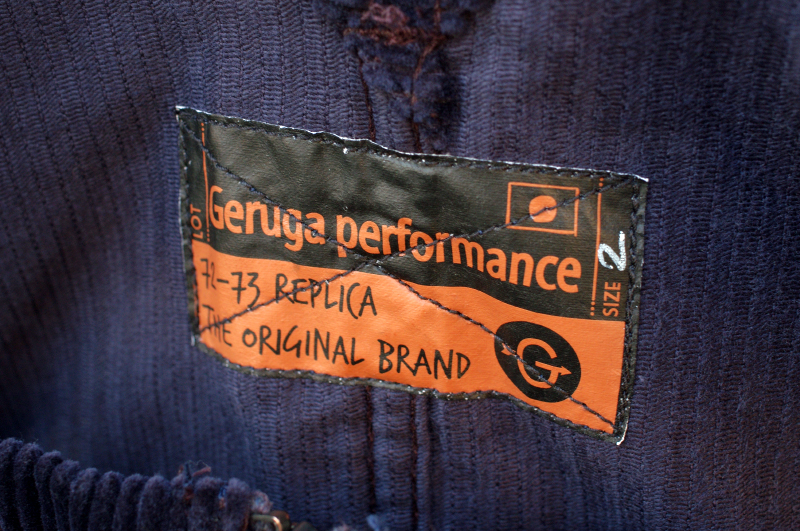 LOT
Geruga performance
72-73 REPLICA
THE ORIGINAL BRAND
SIZE 2
G